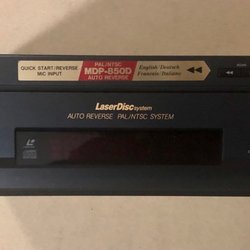 QUICK START/REVERSE
MIC INPUT
PAL/NTSC
MDP-850D
AUTO REVERSE
English/Deutsch
Français/Italiano
LaserDisc system
AUTO REVERSE PAL/NTSC SYSTEM